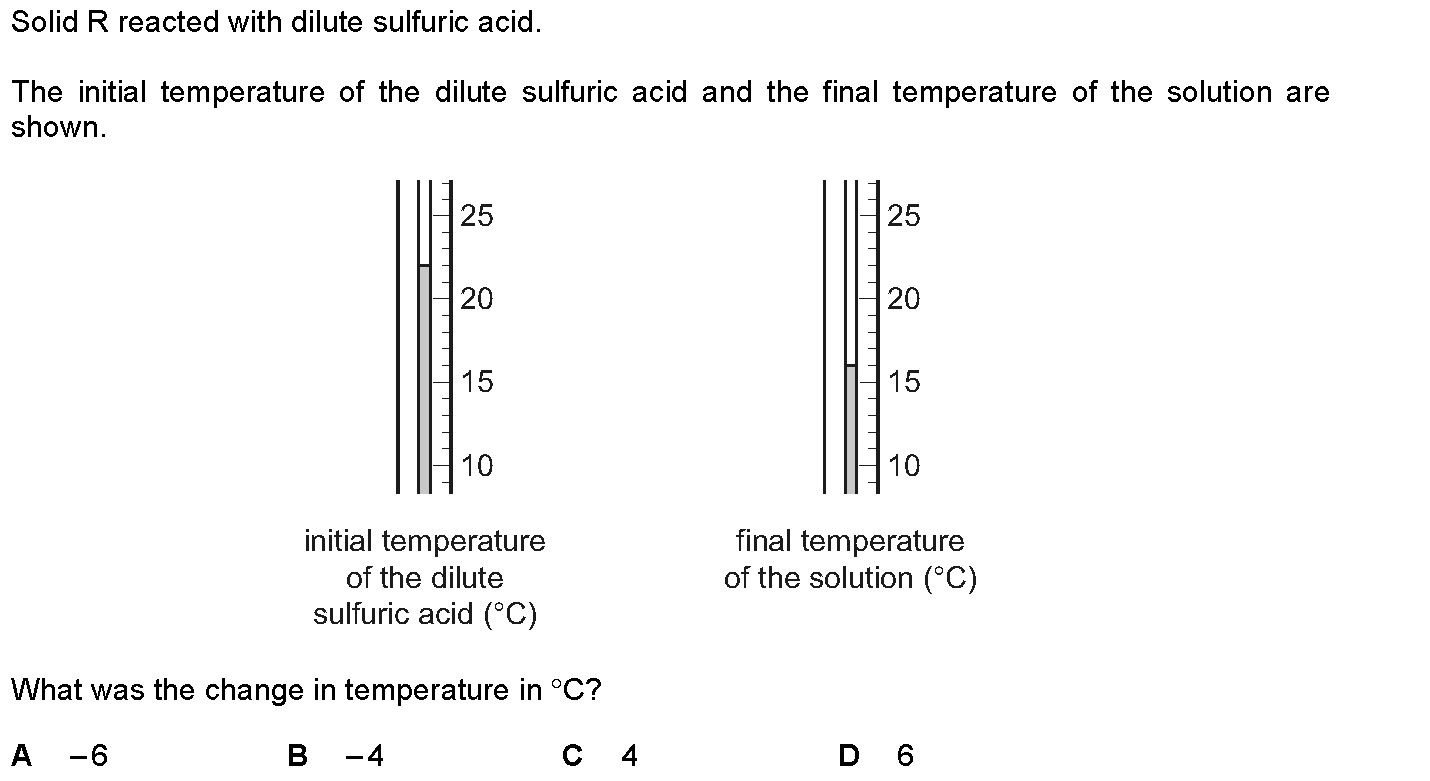 Solid R reacted with dilute sulfuric acid.
The initial temperature of the dilute sulfuric acid and the final temperature of the solution are
shown.
25
20
15
10
initial temperature
of the dilute
sulfuric acid (°C)
25
20
15
10
final temperature
of the solution (°C)
What was the change in temperature in °C?
A –6 B –4 C 4 D 6